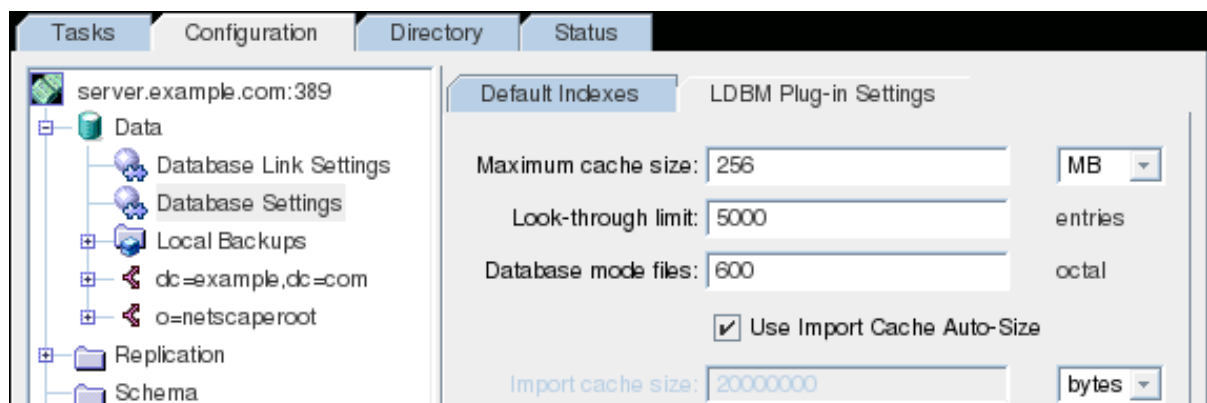 Tasks Configuration Directory Status
server.example.com:389
Data
Database Link Settings
Database Settings
Local Backups
dc=example,dc=com
o=netscaperoot
Replication
Schema
Default Indexes LDBM Plug-in Settings
Maximum cache size: 256 MB
Look-through limit: 5000 entries
Database mode files: 600 octal
Use Import Cache Auto-Size
Import cache size: 20000000 bytes